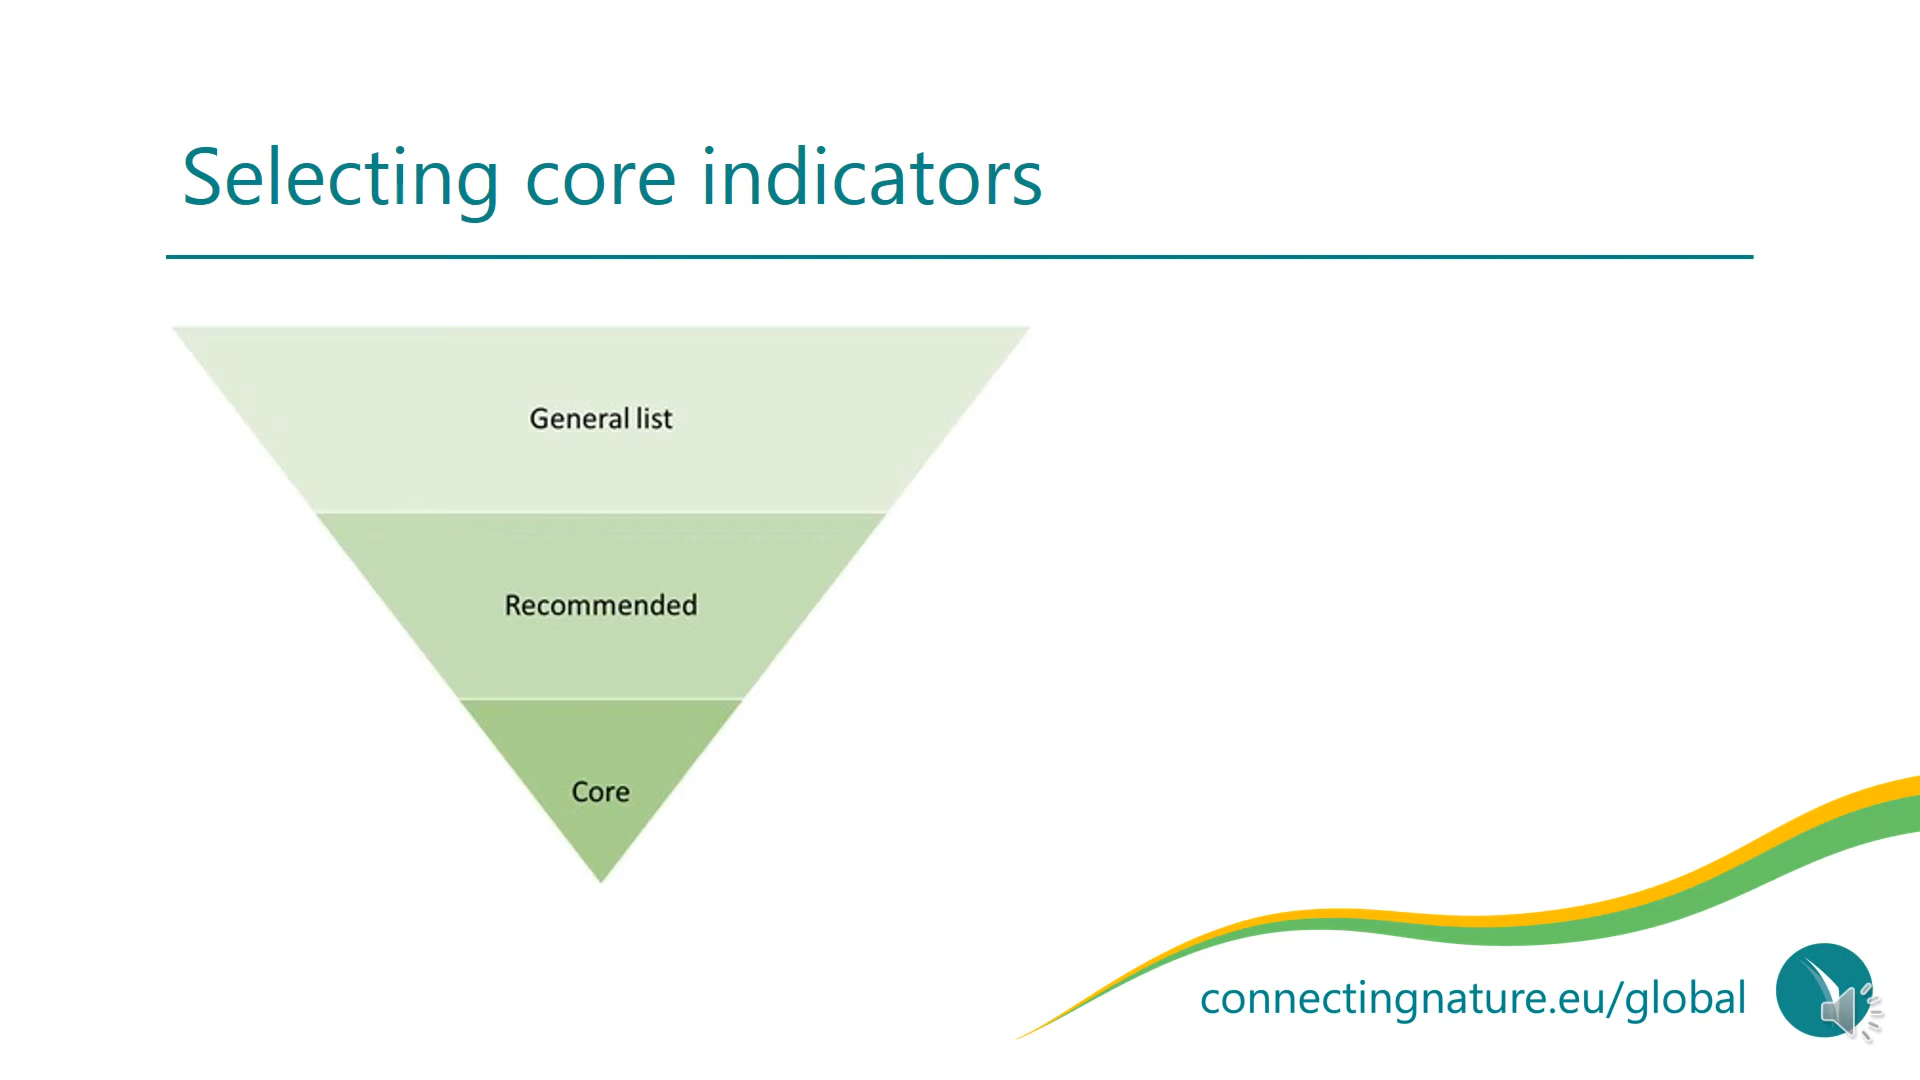 Selecting core indicators
General list
Recommended
Core
connectingnature.eu/global